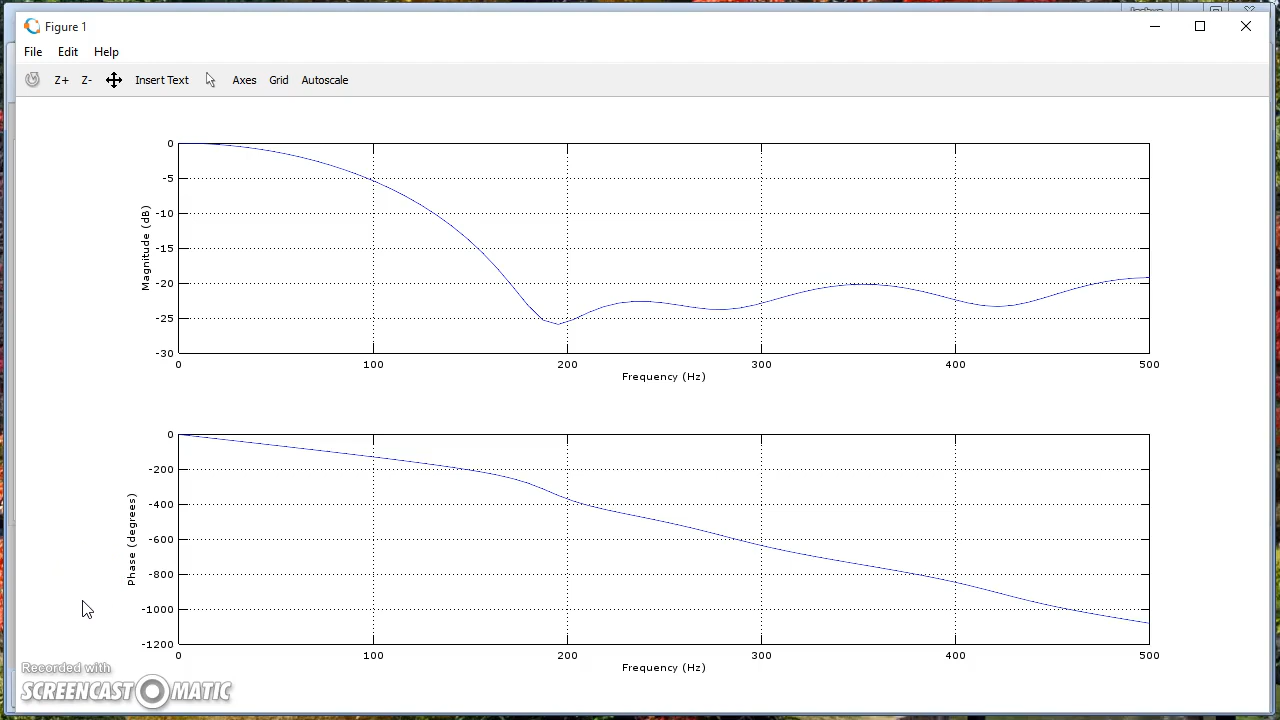 Figure 1
File Edit Help
Z+ Z- Insert Text Axes Grid Autoscale
0
-5
-10
-15
-20
-25
-30
Magnitude (dB)
0 100 200 300 400 500
Frequency (Hz)
0
-200
-400
-600
-800
-1000
-1200
Phase (degrees)
0 100 200 300 400 500
Frequency (Hz)
Recorded with
SCREENCAST MATIC